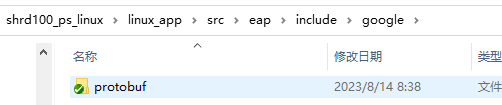 shrd100_ps_linux > linux_app > src > eap > include > google >
名称 修改日期 类型
protobuf 2023/8/14 8:38 文件